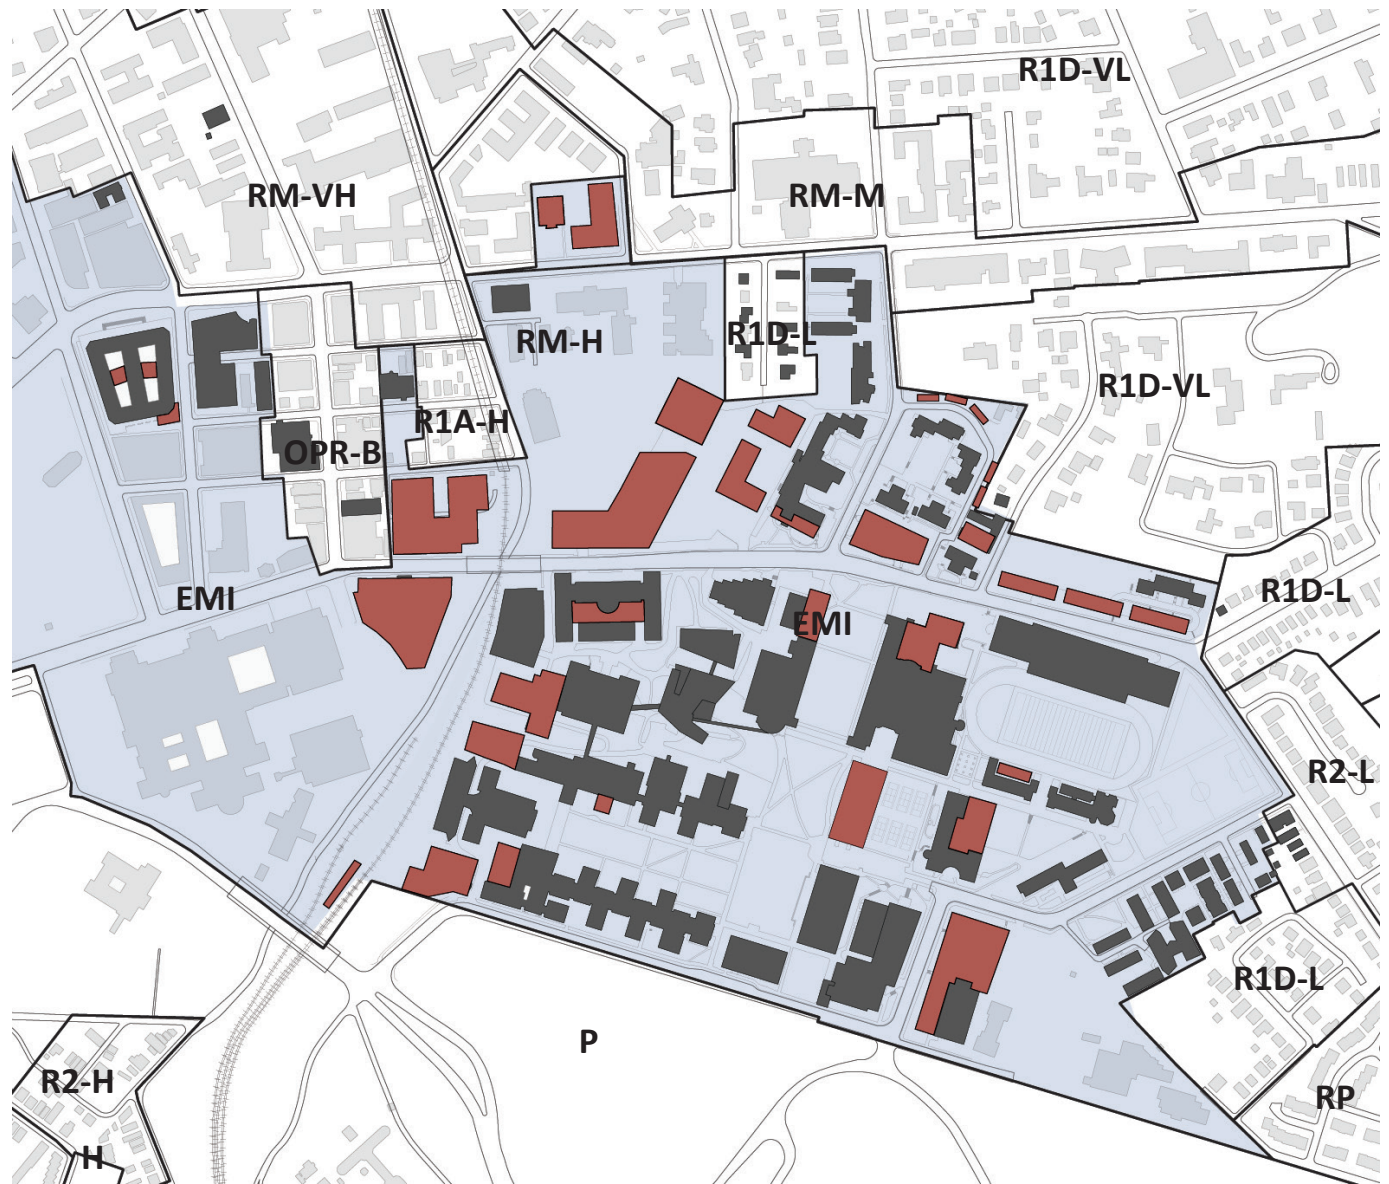 R1D-VL
RM-VH
RM-M
RM-H
R1D-L
R1D-VL
R1A-H
OPR-B
EMI
R1D-L
EMI
R2-L
R1D-L
P
R2-H
RP
H